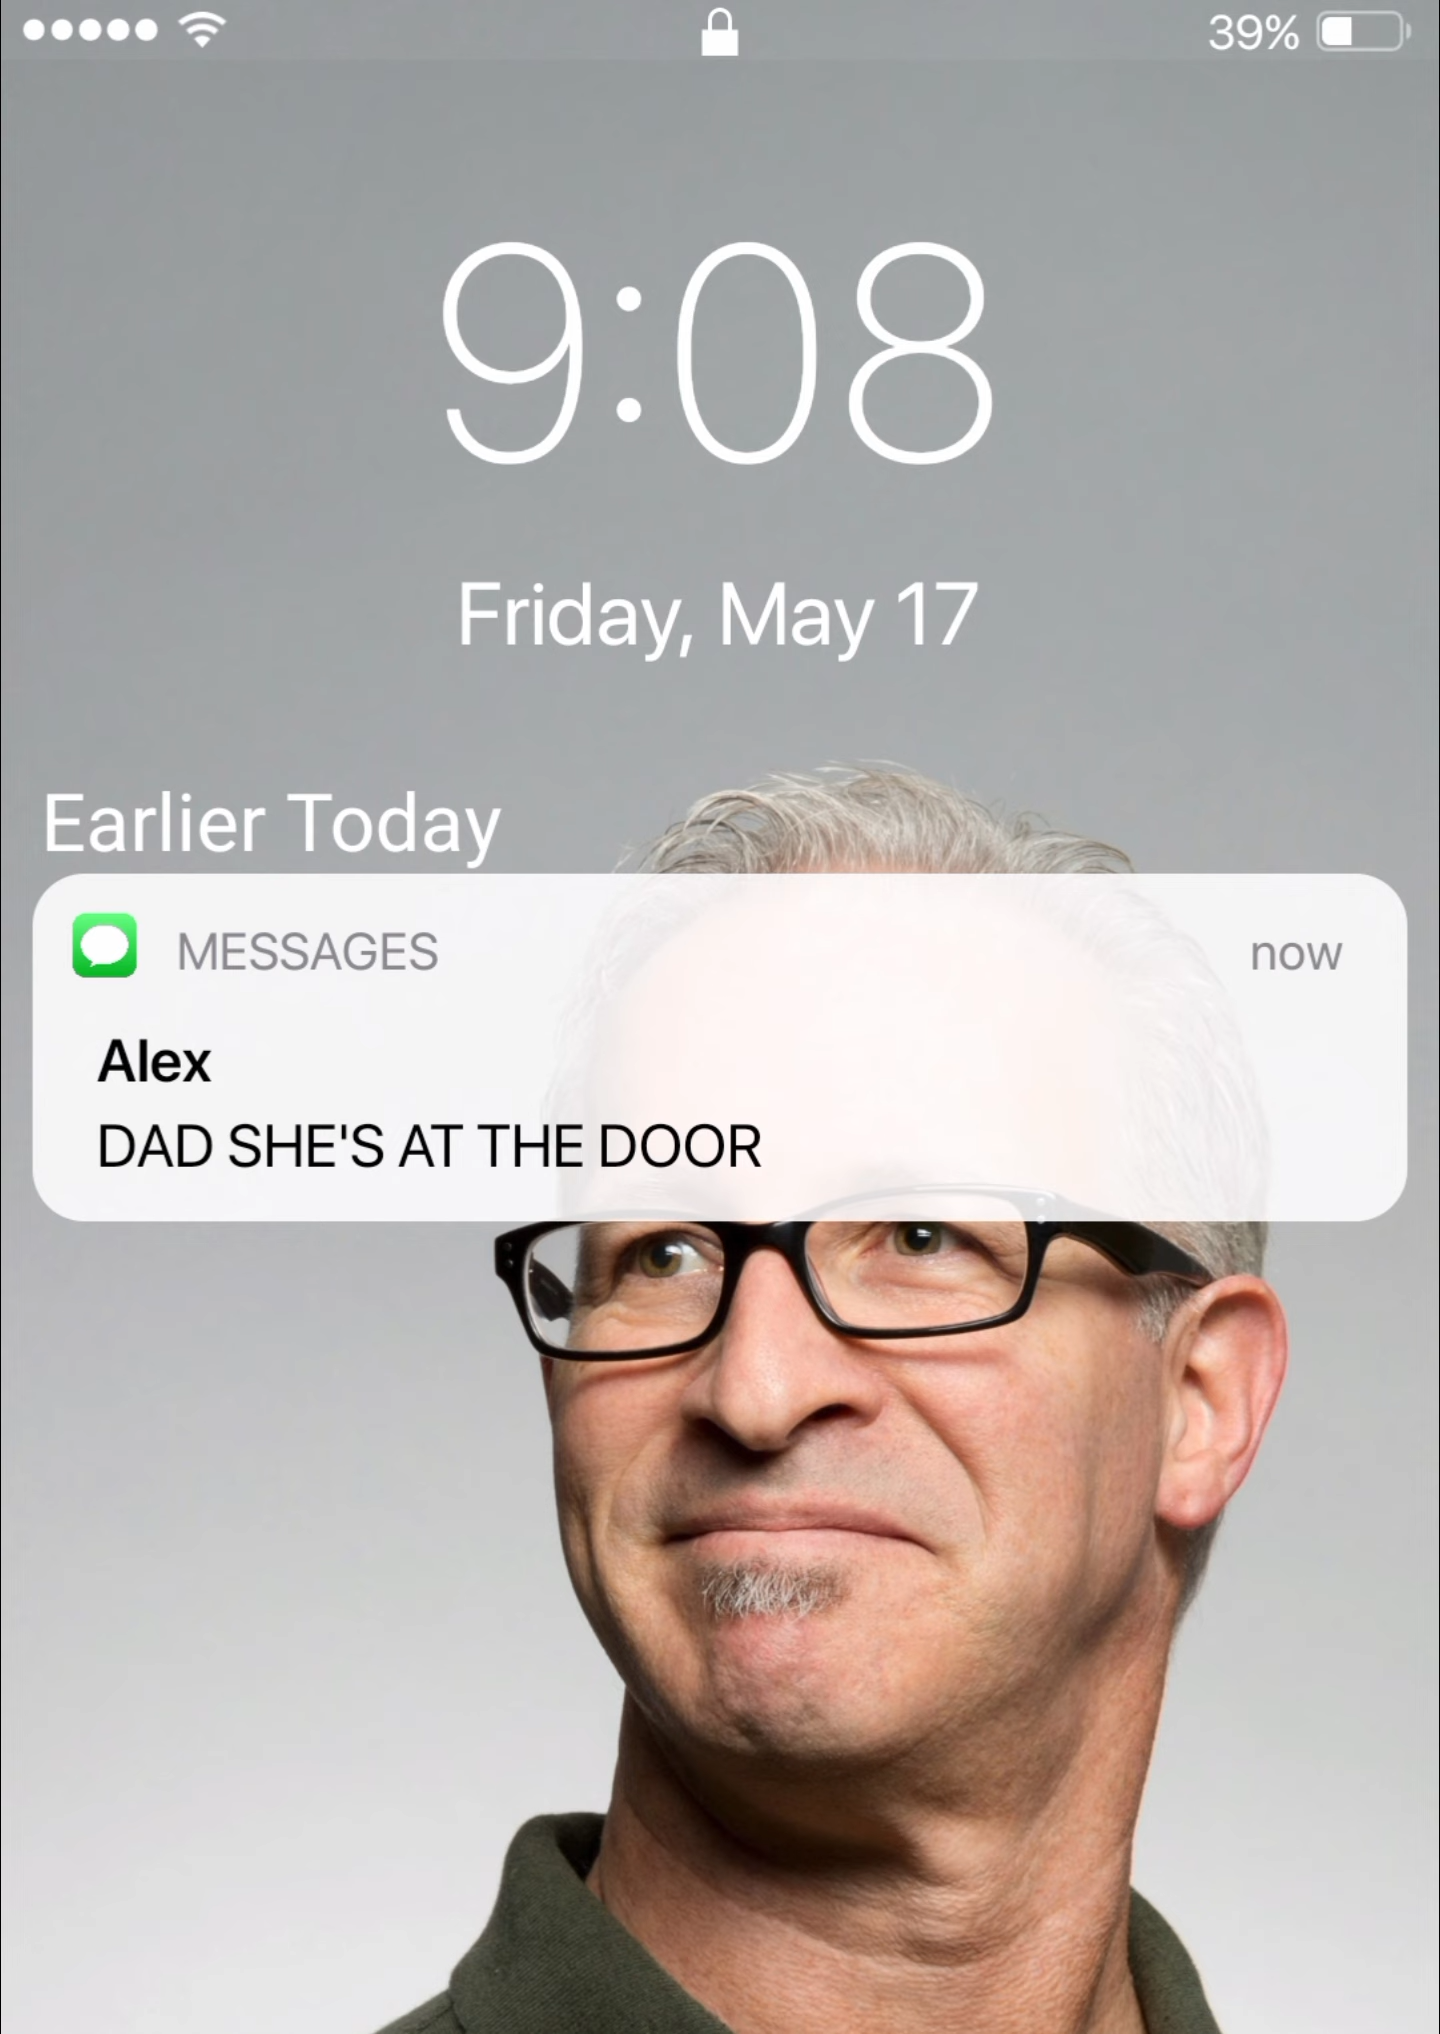 39%
9:08
Friday, May 17
Earlier Today
MESSAGES now
Alex
DAD SHE'S AT THE DOOR